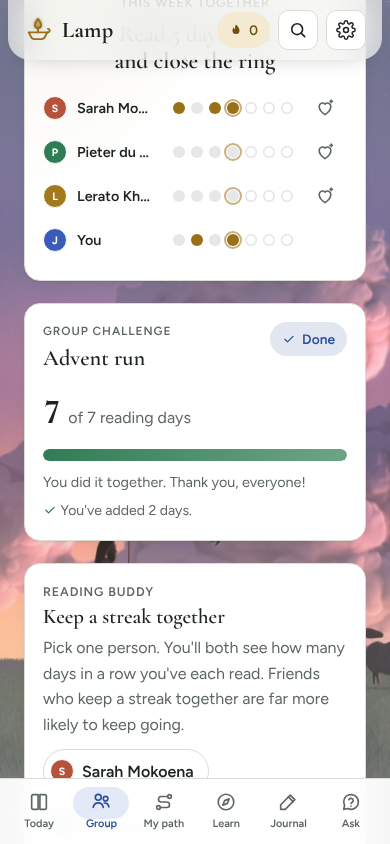 THIS WEEK TOGETHER
Lamp
Read 5 day
0
and close the ring
S Sarah Mo...
P Pieter du ...
L Lerato Kh...
J You
GROUP CHALLENGE
Done
Advent run
7 of 7 reading days
You did it together. Thank you, everyone!
You've added 2 days.
READING BUDDY
Keep a streak together
Pick one person. You'll both see how many
days in a row you've each read. Friends
who keep a streak together are far more
likely to keep going.
S Sarah Mokoena
Today
Group
My path
Learn
Journal
Ask